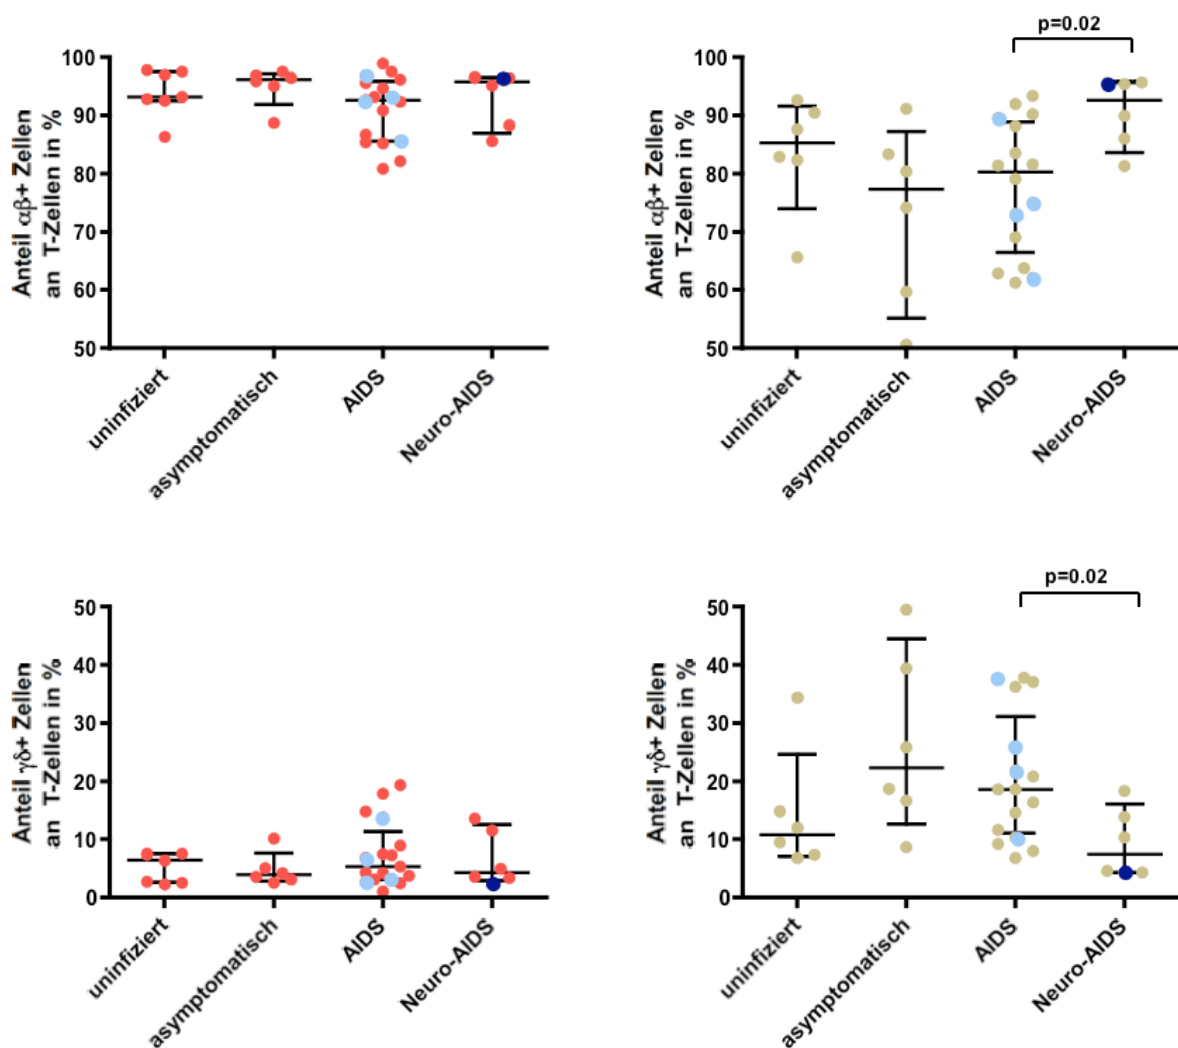 p=0.02
Anteil αβ+ Zellen
an T-Zellen in %
100
90
80
70
60
50
uninfiziert
asymptomatisch
AIDS
Neuro-AIDS
Anteil αβ+ Zellen
an T-Zellen in %
100
90
80
70
60
50
uninfiziert
asymptomatisch
AIDS
Neuro-AIDS
p=0.02
Anteil γδ+ Zellen
an T-Zellen in %
50
40
30
20
10
0
uninfiziert
asymptomatisch
AIDS
Neuro-AIDS
Anteil γδ+ Zellen
an T-Zellen in %
50
40
30
20
10
0
uninfiziert
asymptomatisch
AIDS
Neuro-AIDS